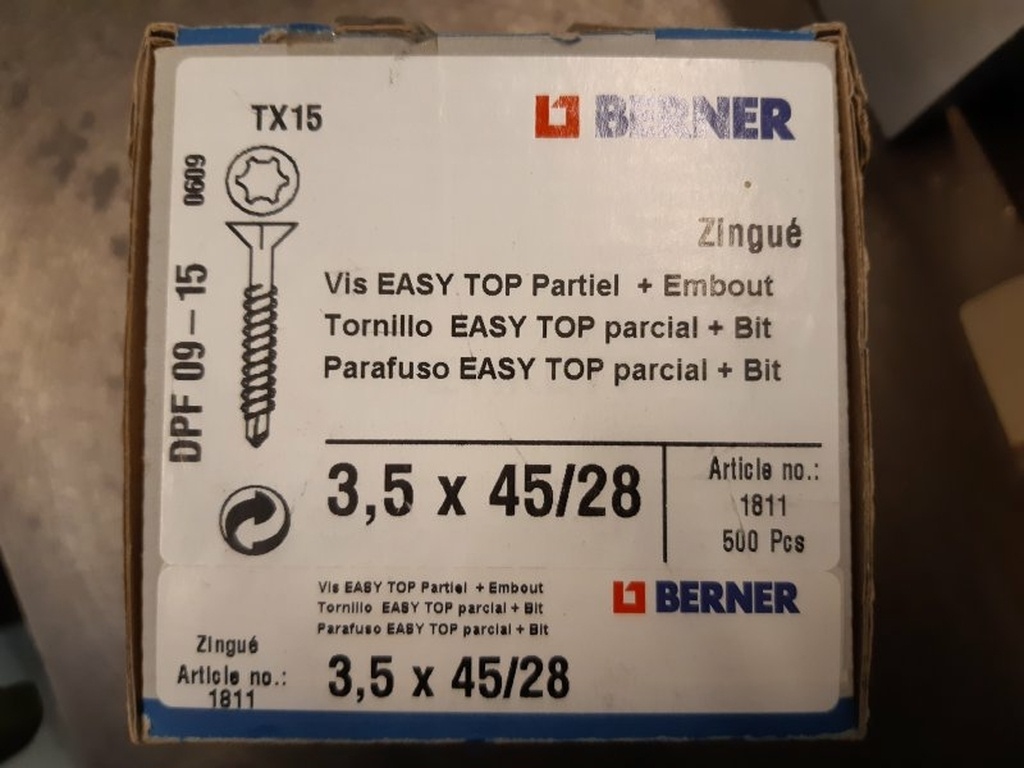 TX15
BERNER
0609
DPF 09-15
Zingué
Vis EASY TOP Partiel + Embout
Tornillo EASY TOP parcial + Bit
Parafuso EASY TOP parcial + Bit
3,5 x 45/28
Article no.:
1811
500 Pcs
Vis EASY TOP Partiel + Embout
Tornillo EASY TOP parcial + Bit
Parafuso EASY TOP parcial + Bit
BERNER
Zingué
Article no.:
1811
3,5 x 45/28